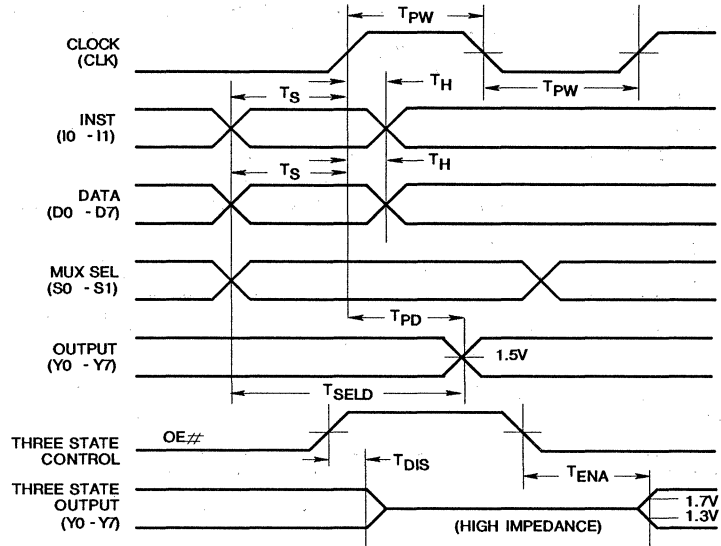 T_PW
CLOCK
(CLK)
T_S
T_H
T_PW
INST
(I0 - I1)
T_S
T_H
DATA
(D0 - D7)
MUX SEL
(S0 - S1)
T_PD
OUTPUT
(Y0 - Y7)
1.5V
T_SELD
OE#
THREE STATE
CONTROL
T_DIS
T_ENA
THREE STATE
OUTPUT
(Y0 - Y7)
(HIGH IMPEDANCE)
1.7V
1.3V